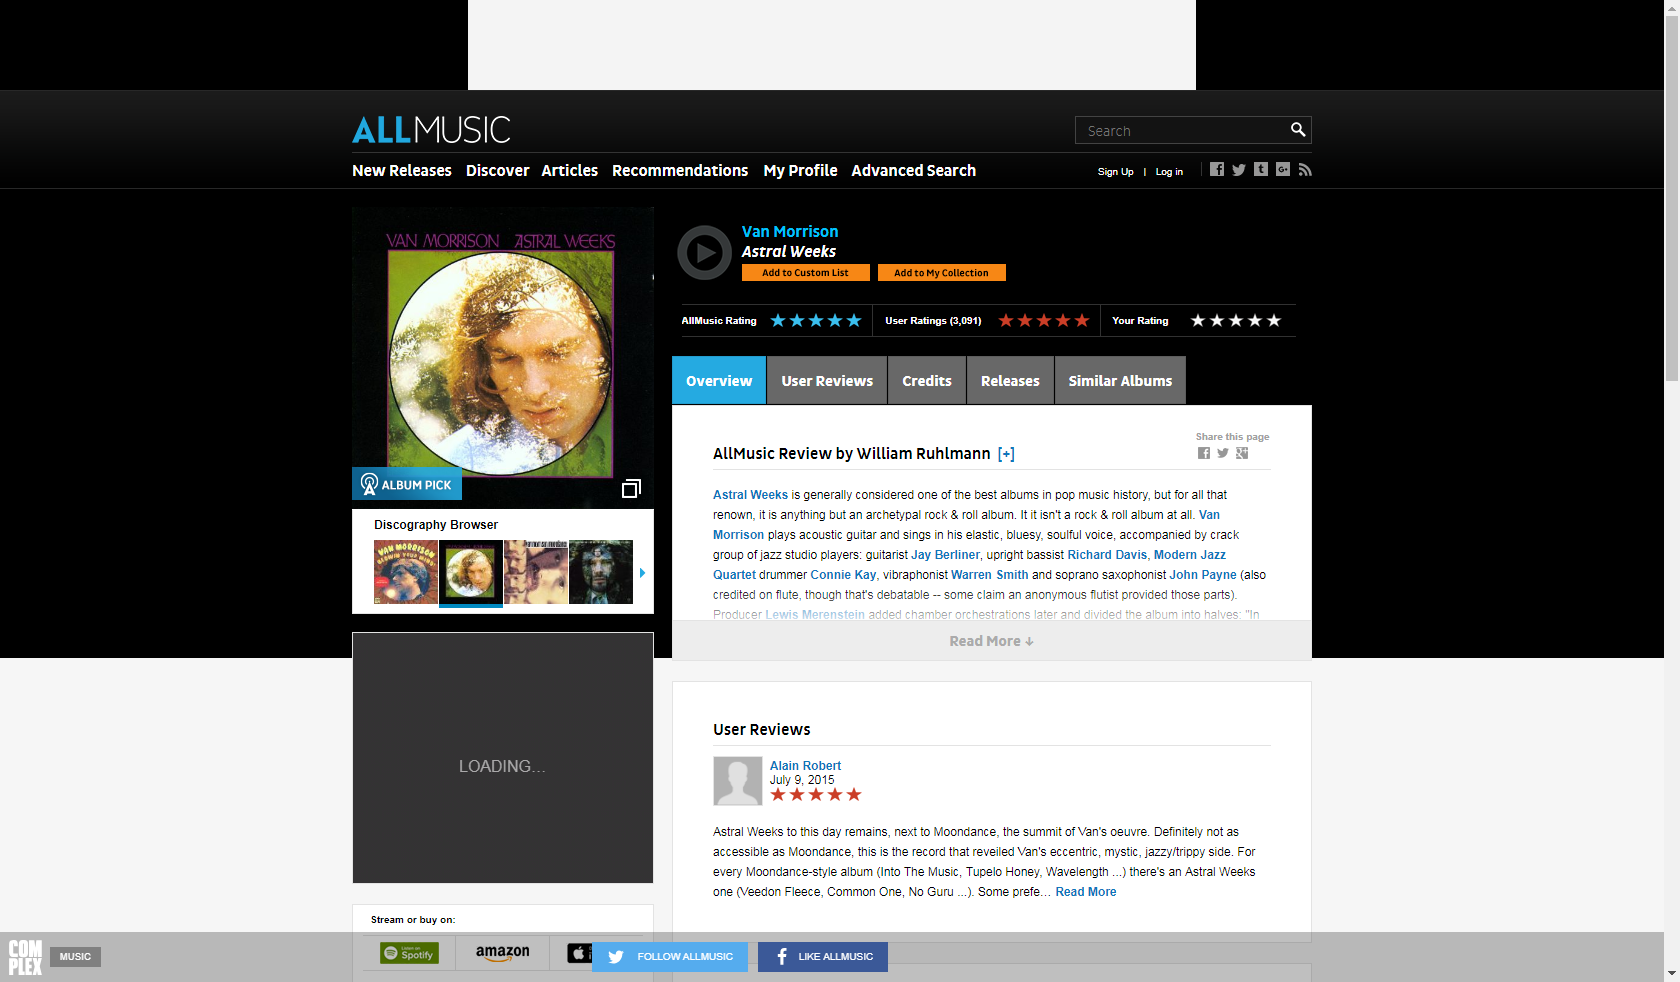 ALLMUSIC
Search
New Releases Discover Articles Recommendations My Profile Advanced Search
Sign Up | Log in
VAN MORRISON ASTRAL WEEKS
ALBUM PICK
Van Morrison
Astral Weeks
Add to Custom List Add to My Collection
AllMusic Rating User Ratings (3,091) Your Rating
Overview User Reviews Credits Releases Similar Albums
Share this page
AllMusic Review by William Ruhlmann [+]
Astral Weeks is generally considered one of the best albums in pop music history, but for all that
renown, it is anything but an archetypal rock & roll album. It it isn't a rock & roll album at all. Van
Morrison plays acoustic guitar and sings in his elastic, bluesy, soulful voice, accompanied by crack
group of jazz studio players: guitarist Jay Berliner, upright bassist Richard Davis, Modern Jazz
Quartet drummer Connie Kay, vibraphonist Warren Smith and soprano saxophonist John Payne (also
credited on flute, though that's debatable -- some claim an anonymous flutist provided those parts).
Producer Lewis Merenstein added chamber orchestrations later and divided the album into halves: "In
Read More ↓
Discography Browser
VAN MORRISON
LOADING...
User Reviews
Alain Robert
July 9, 2015
Astral Weeks to this day remains, next to Moondance, the summit of Van's oeuvre. Definitely not as
accessible as Moondance, this is the record that reveiled Van's eccentric, mystic, jazzy/trippy side. For
every Moondance-style album (Into The Music, Tupelo Honey, Wavelength ...) there's an Astral Weeks
one (Veedon Fleece, Common One, No Guru ...). Some prefe... Read More
Stream or buy on:
Listen on
Spotify
amazon
COMPLEX
MUSIC
FOLLOW ALLMUSIC
LIKE ALLMUSIC